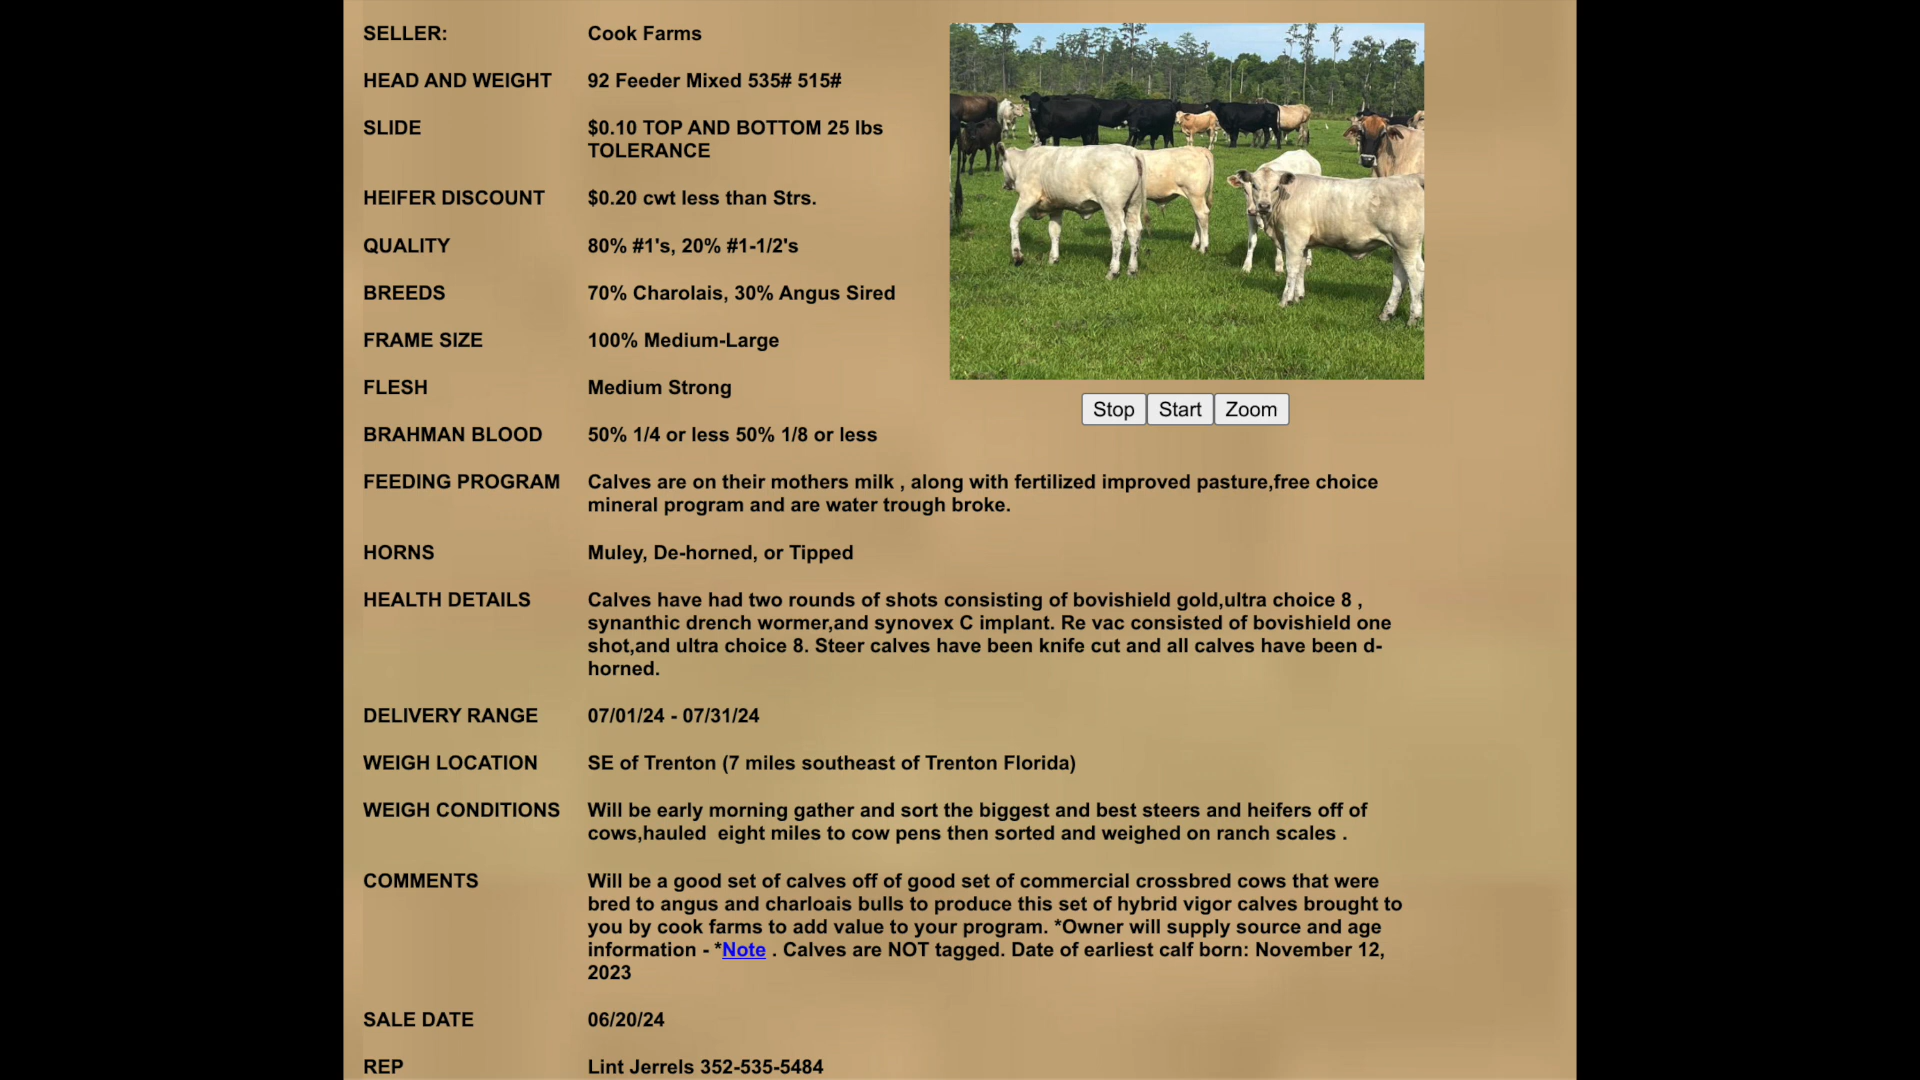 SELLER: Cook Farms
HEAD AND WEIGHT 92 Feeder Mixed 535# 515#
SLIDE $0.10 TOP AND BOTTOM 25 lbs
TOLERANCE
HEIFER DISCOUNT $0.20 cwt less than Strs.
QUALITY 80% #1's, 20% #1-1/2's
BREEDS 70% Charolais, 30% Angus Sired
FRAME SIZE 100% Medium-Large
FLESH Medium Strong
Stop Start Zoom
BRAHMAN BLOOD 50% 1/4 or less 50% 1/8 or less
FEEDING PROGRAM Calves are on their mothers milk , along with fertilized improved pasture,free choice
mineral program and are water trough broke.
HORNS Muley, De-horned, or Tipped
HEALTH DETAILS Calves have had two rounds of shots consisting of bovishield gold,ultra choice 8 ,
synanthic drench wormer,and synovex C implant. Re vac consisted of bovishield one
shot,and ultra choice 8. Steer calves have been knife cut and all calves have been d-
horned.
DELIVERY RANGE 07/01/24 - 07/31/24
WEIGH LOCATION SE of Trenton (7 miles southeast of Trenton Florida)
WEIGH CONDITIONS Will be early morning gather and sort the biggest and best steers and heifers off of
cows,hauled  eight miles to cow pens then sorted and weighed on ranch scales .
COMMENTS Will be a good set of calves off of good set of commercial crossbred cows that were
bred to angus and charloais bulls to produce this set of hybrid vigor calves brought to
you by cook farms to add value to your program. *Owner will supply source and age
information - *Note . Calves are NOT tagged. Date of earliest calf born: November 12,
2023
SALE DATE 06/20/24
REP Lint Jerrels 352-535-5484